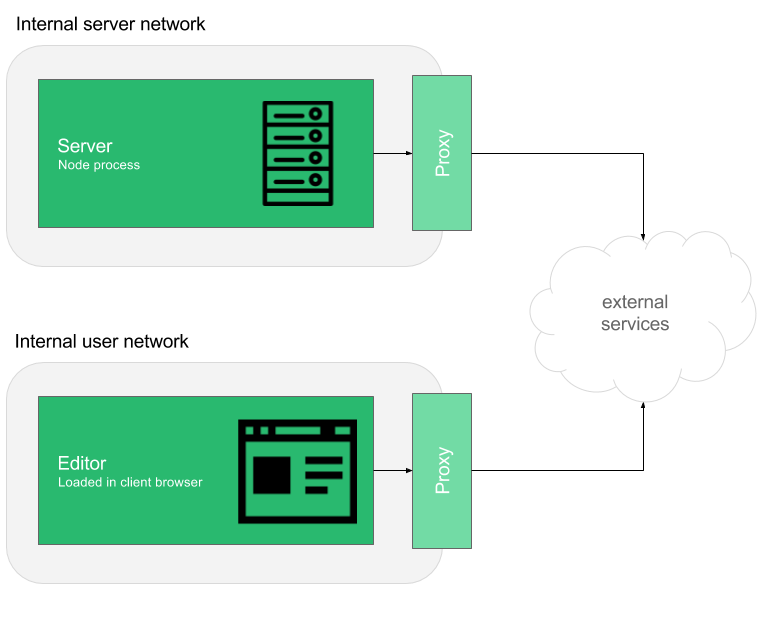 Internal server network
Server
Node process
Proxy
external
services
Internal user network
Editor
Loaded in client browser
Proxy